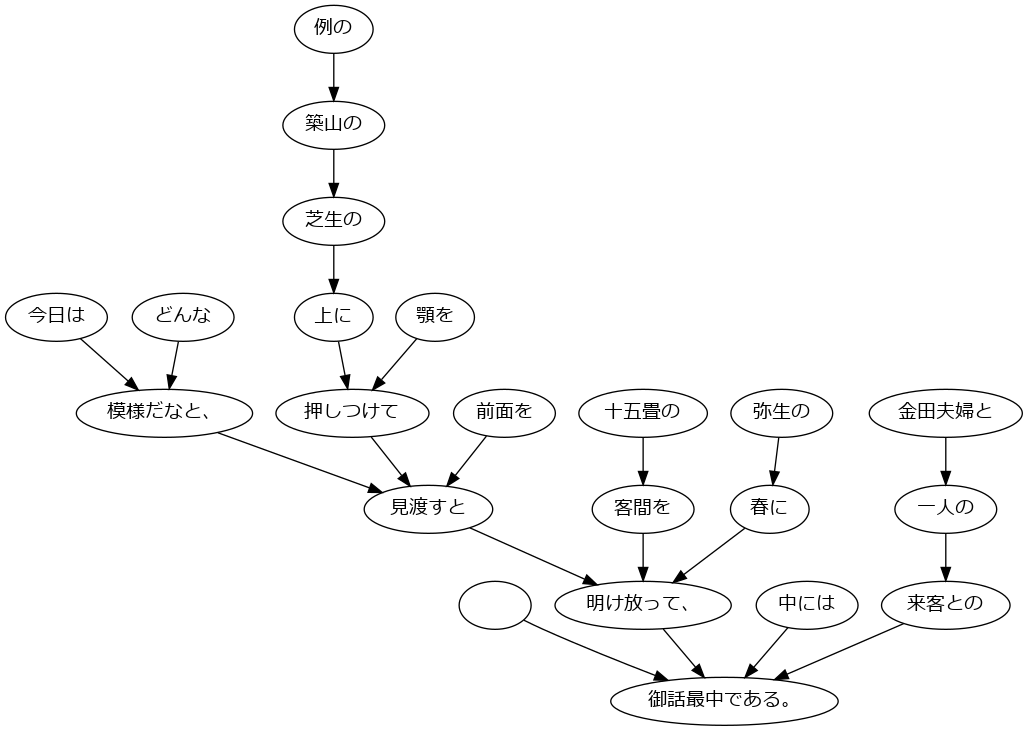 例の
築山の
芝生の
今日は
どんな
上に
顎を
模様だなと、
押しつけて
前面を
十五畳の
弥生の
金田夫婦と
見渡すと
客間を
春に
一人の
明け放って、
中には
来客との
御話最中である。